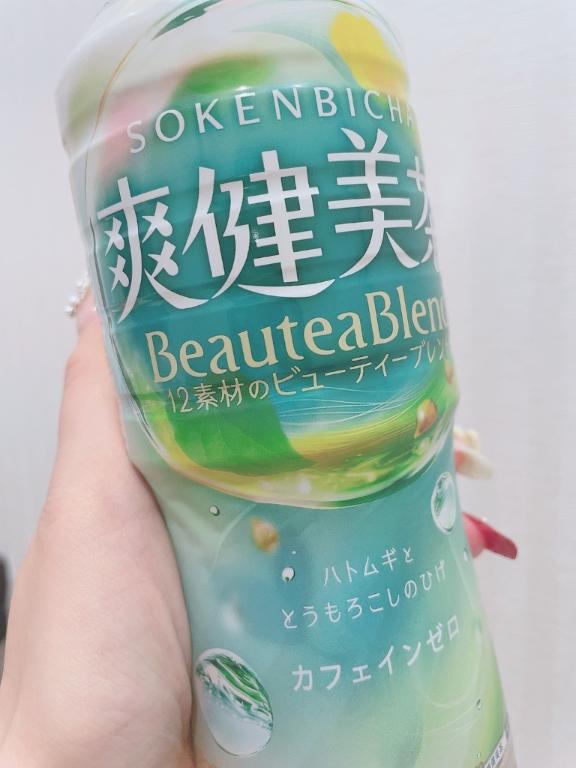 SOKENBICHA
爽健美茶
BeauteaBlend
12素材のビューティーブレンド
ハトムギと
とうもろこしのひげ
カフェインゼロ